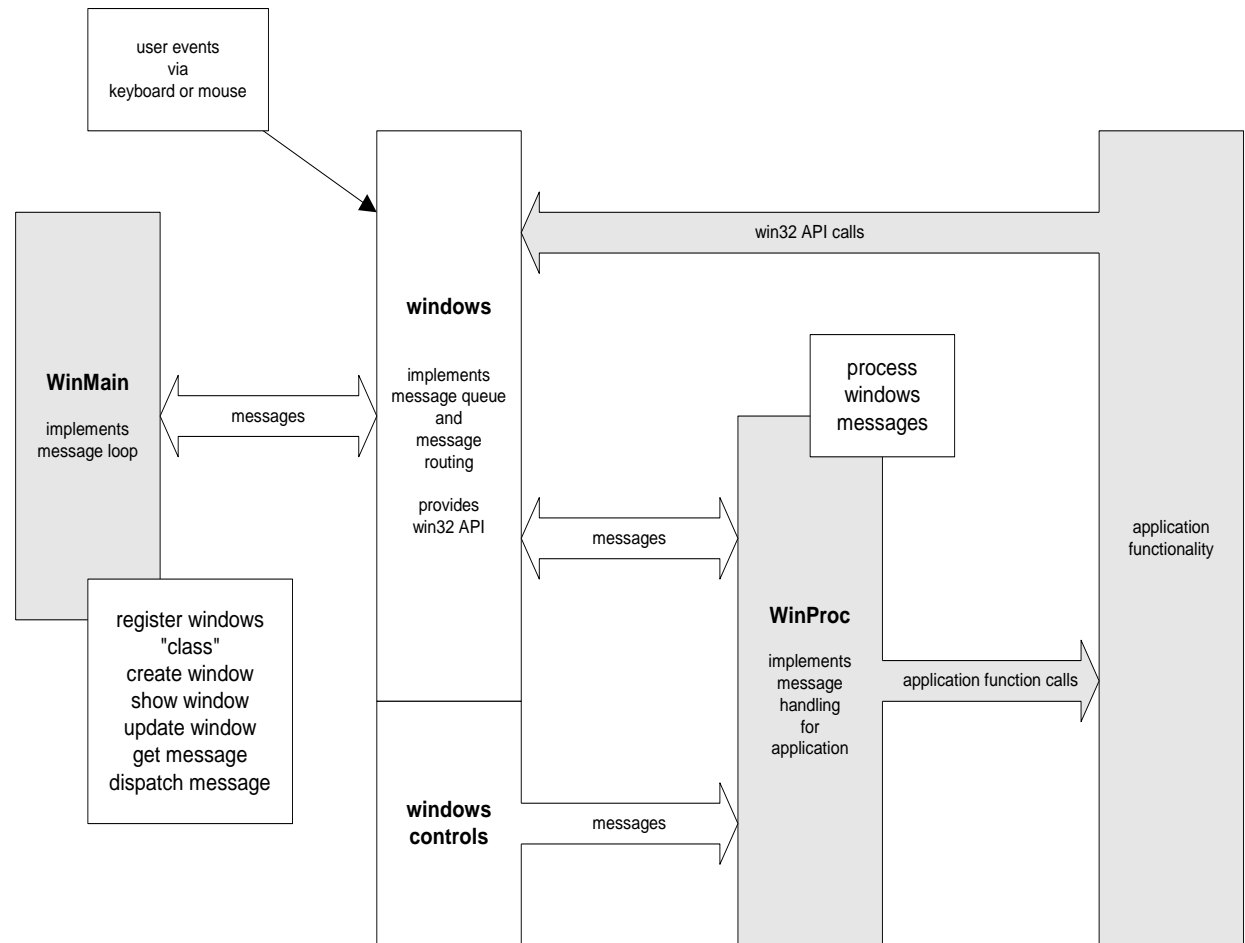 user events
via
keyboard or mouse
win32 API calls
windows
implements
message queue
and
message
routing
provides
win32 API
WinMain
implements
message loop
messages
process
windows
messages
messages
application
functionality
register windows
"class"
create window
show window
update window
get message
dispatch message
WinProc
implements
message
handling
for
application
application function calls
windows
controls
messages